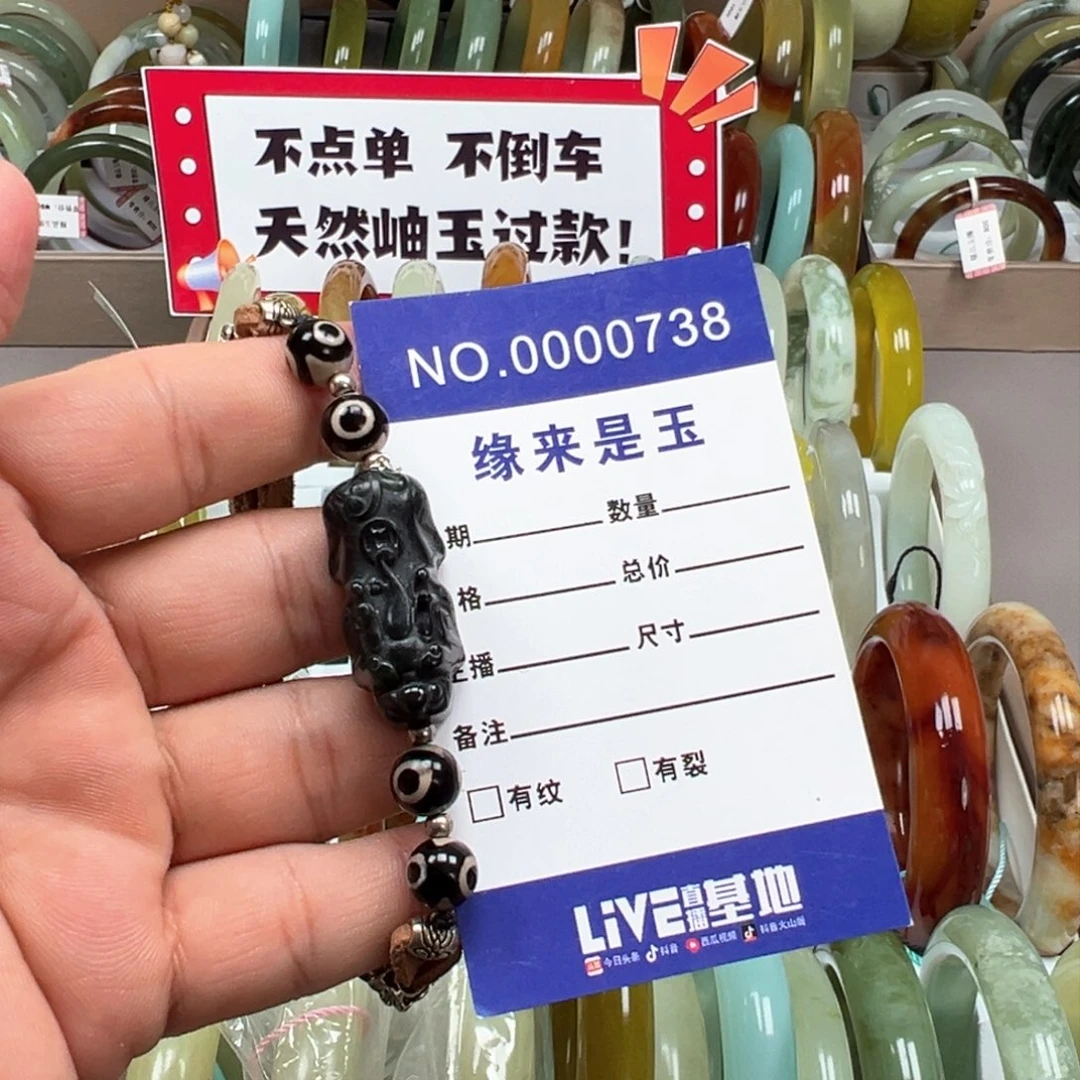 不点单 不倒车
天然岫玉过款!
NO.0000738
缘来是玉
期 数量
格 总价
主播 尺寸
备注
有纹 有裂
LiVE直播基地
今日头条 抖音 西瓜视频 抖音火山版